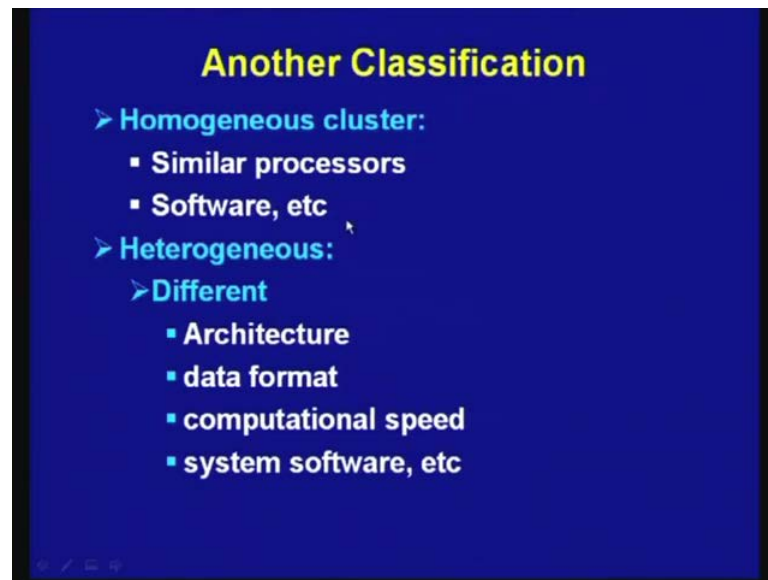 Another Classification
➢ Homogeneous cluster:
▪ Similar processors
▪ Software, etc
➢ Heterogeneous:
➢ Different
▪ Architecture
▪ data format
▪ computational speed
▪ system software, etc